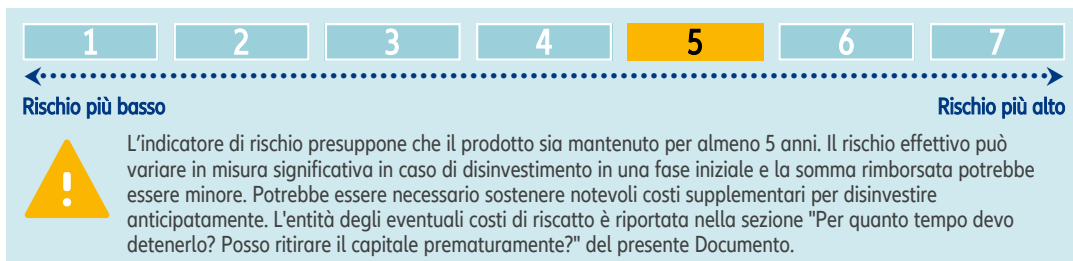 1 2 3 4 5 6 7
Rischio più basso Rischio più alto
L'indicatore di rischio presuppone che il prodotto sia mantenuto per almeno 5 anni. Il rischio effettivo può
variare in misura significativa in caso di disinvestimento in una fase iniziale e la somma rimborsata potrebbe
essere minore. Potrebbe essere necessario sostenere notevoli costi supplementari per disinvestire
anticipatamente. L'entità degli eventuali costi di riscatto è riportata nella sezione "Per quanto tempo devo
detenerlo? Posso ritirare il capitale prematuramente?" del presente Documento.